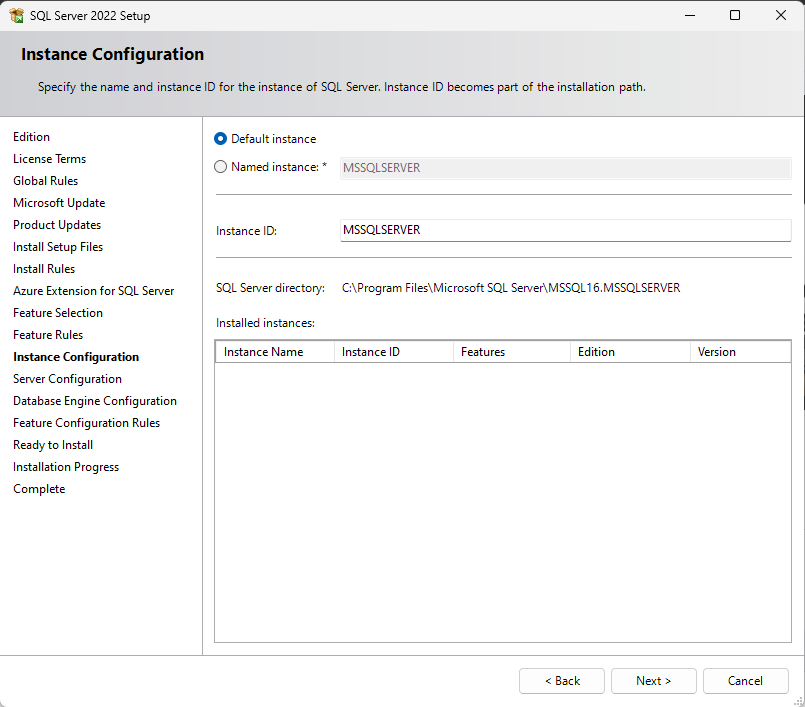 SQL Server 2022 Setup
Instance Configuration
Specify the name and instance ID for the instance of SQL Server. Instance ID becomes part of the installation path.
Edition
License Terms
Global Rules
Microsoft Update
Product Updates
Install Setup Files
Install Rules
Azure Extension for SQL Server
Feature Selection
Feature Rules
Instance Configuration
Server Configuration
Database Engine Configuration
Feature Configuration Rules
Ready to Install
Installation Progress
Complete
Default instance
Named instance: * MSSQLSERVER
Instance ID: MSSQLSERVER
SQL Server directory: C:\Program Files\Microsoft SQL Server\MSSQL16.MSSQLSERVER
Installed instances:
Instance Name Instance ID Features Edition Version
< Back Next > Cancel